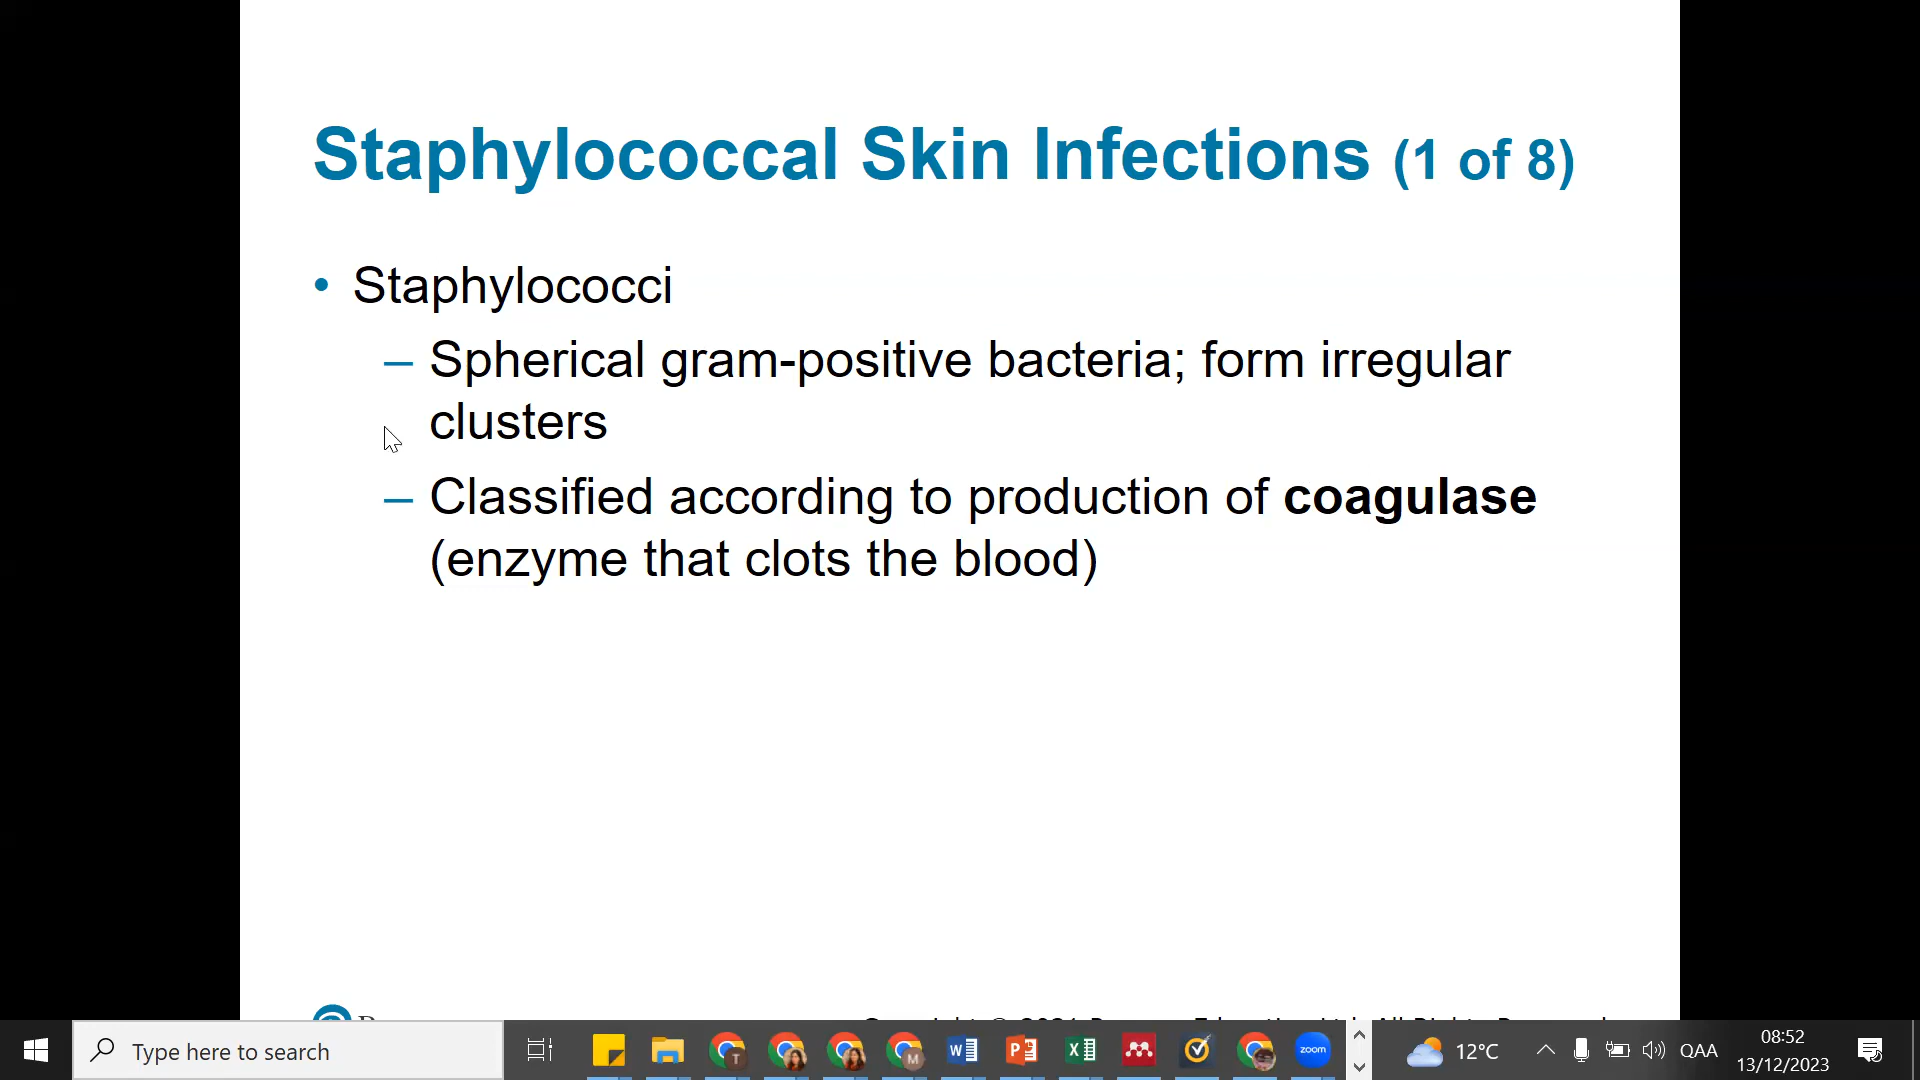 Staphylococcal Skin Infections (1 of 8)
• Staphylococci
– Spherical gram-positive bacteria; form irregular
clusters
– Classified according to production of coagulase
(enzyme that clots the blood)
Type here to search
T
M
zoom
12°C
QAA
08:52
13/12/2023